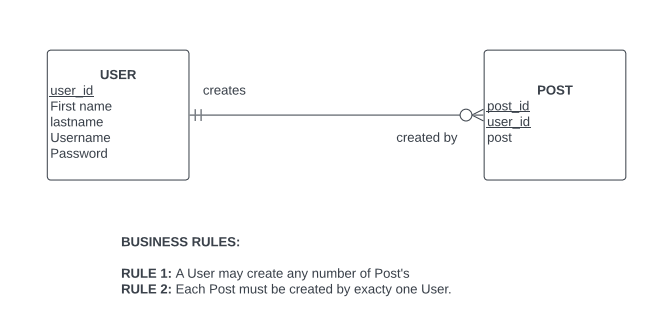 USER
user_id
First name
lastname
Username
Password
creates
created by
POST
post_id
user_id
post
BUSINESS RULES:
RULE 1: A User may create any number of Post's
RULE 2: Each Post must be created by exacty one User.